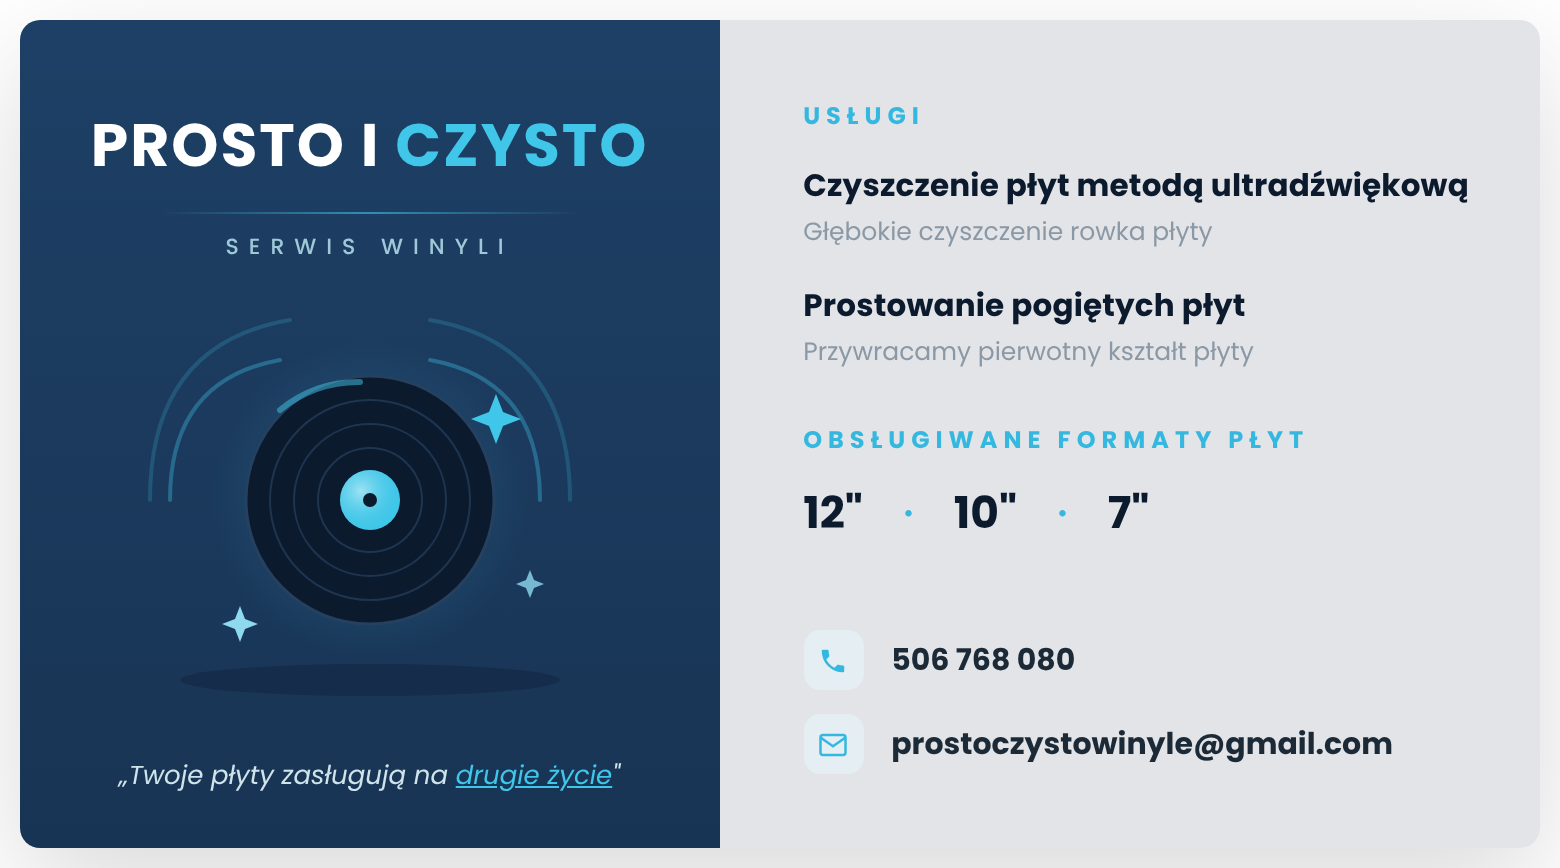 PROSTO I CZYSTO
SERWIS WINYLI
„Twoje płyty zasługują na drugie życie"
USŁUGI
Czyszczenie płyt metodą ultradźwiękową
Głębokie czyszczenie rowka płyty
Prostowanie pogiętych płyt
Przywracamy pierwotny kształt płyty
OBSŁUGIWANE FORMATY PŁYT
12" · 10" · 7"
506 768 080
prostoczystowinyle@gmail.com